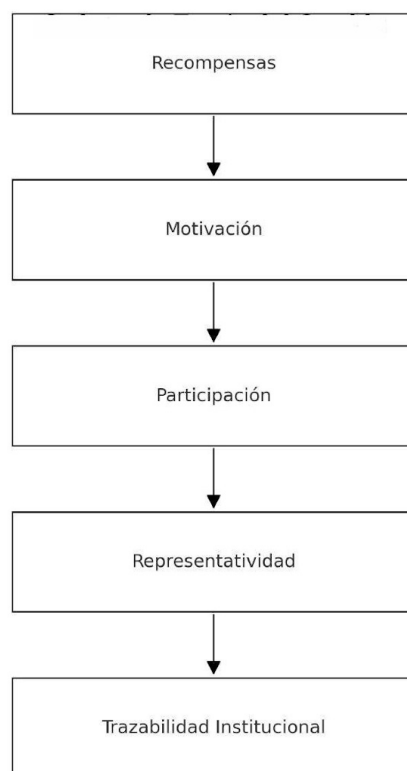 Recompensas
Motivación
Participación
Representatividad
Trazabilidad Institucional